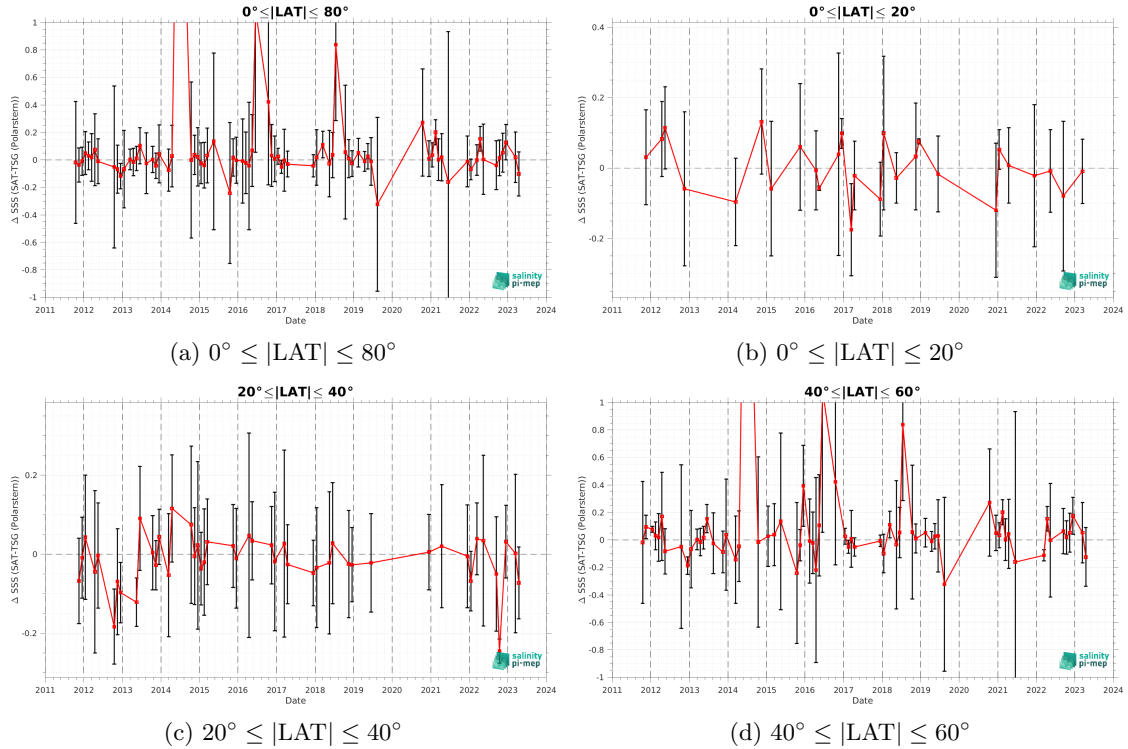 0°≤|LAT|≤ 80°
Δ SSS (SAT-TSG (Polarstern))
1
0.8
0.6
0.4
0.2
0
-0.2
-0.4
-0.6
-0.8
-1
2011 2012 2013 2014 2015 2016 2017 2018 2019 2020 2021 2022 2023 2024
Date
salinity
pi-mep
(a) 0° ≤ |LAT| ≤ 80°
0°≤|LAT|≤ 20°
Δ SSS (SAT-TSG (Polarstern))
0.4
0.2
0
-0.2
2011 2012 2013 2014 2015 2016 2017 2018 2019 2020 2021 2022 2023 2024
Date
salinity
pi-mep
(b) 0° ≤ |LAT| ≤ 20°
20°≤|LAT|≤ 40°
Δ SSS (SAT-TSG (Polarstern))
0.2
0
-0.2
2011 2012 2013 2014 2015 2016 2017 2018 2019 2020 2021 2022 2023 2024
Date
salinity
pi-mep
(c) 20° ≤ |LAT| ≤ 40°
40°≤|LAT|≤ 60°
Δ SSS (SAT-TSG (Polarstern))
1
0.8
0.6
0.4
0.2
0
-0.2
-0.4
-0.6
-0.8
-1
2011 2012 2013 2014 2015 2016 2017 2018 2019 2020 2021 2022 2023 2024
Date
salinity
pi-mep
(d) 40° ≤ |LAT| ≤ 60°